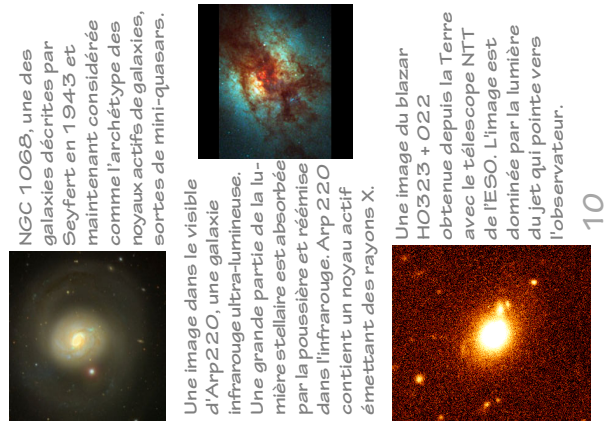 NGC 1068, une des
galaxies décrites par
Seyfert en 1943 et
maintenant considérée
comme l'archétype des
noyaux actifs de galaxies,
sortes de mini-quasars.
Une image dans le visible
d'Arp220, une galaxie
infrarouge ultra-lumineuse.
Une grande partie de la lu-
mière stellaire est absorbée
par la poussière et réémise
dans l'infrarouge. Arp 220
contient un noyau actif
émettant des rayons X.
Une image du blazar
H0323 + 022
obtenue depuis la Terre
avec le télescope NTT
de l'ESO. L'image est
dominée par la lumière
du jet qui pointe vers
l'observateur.
10